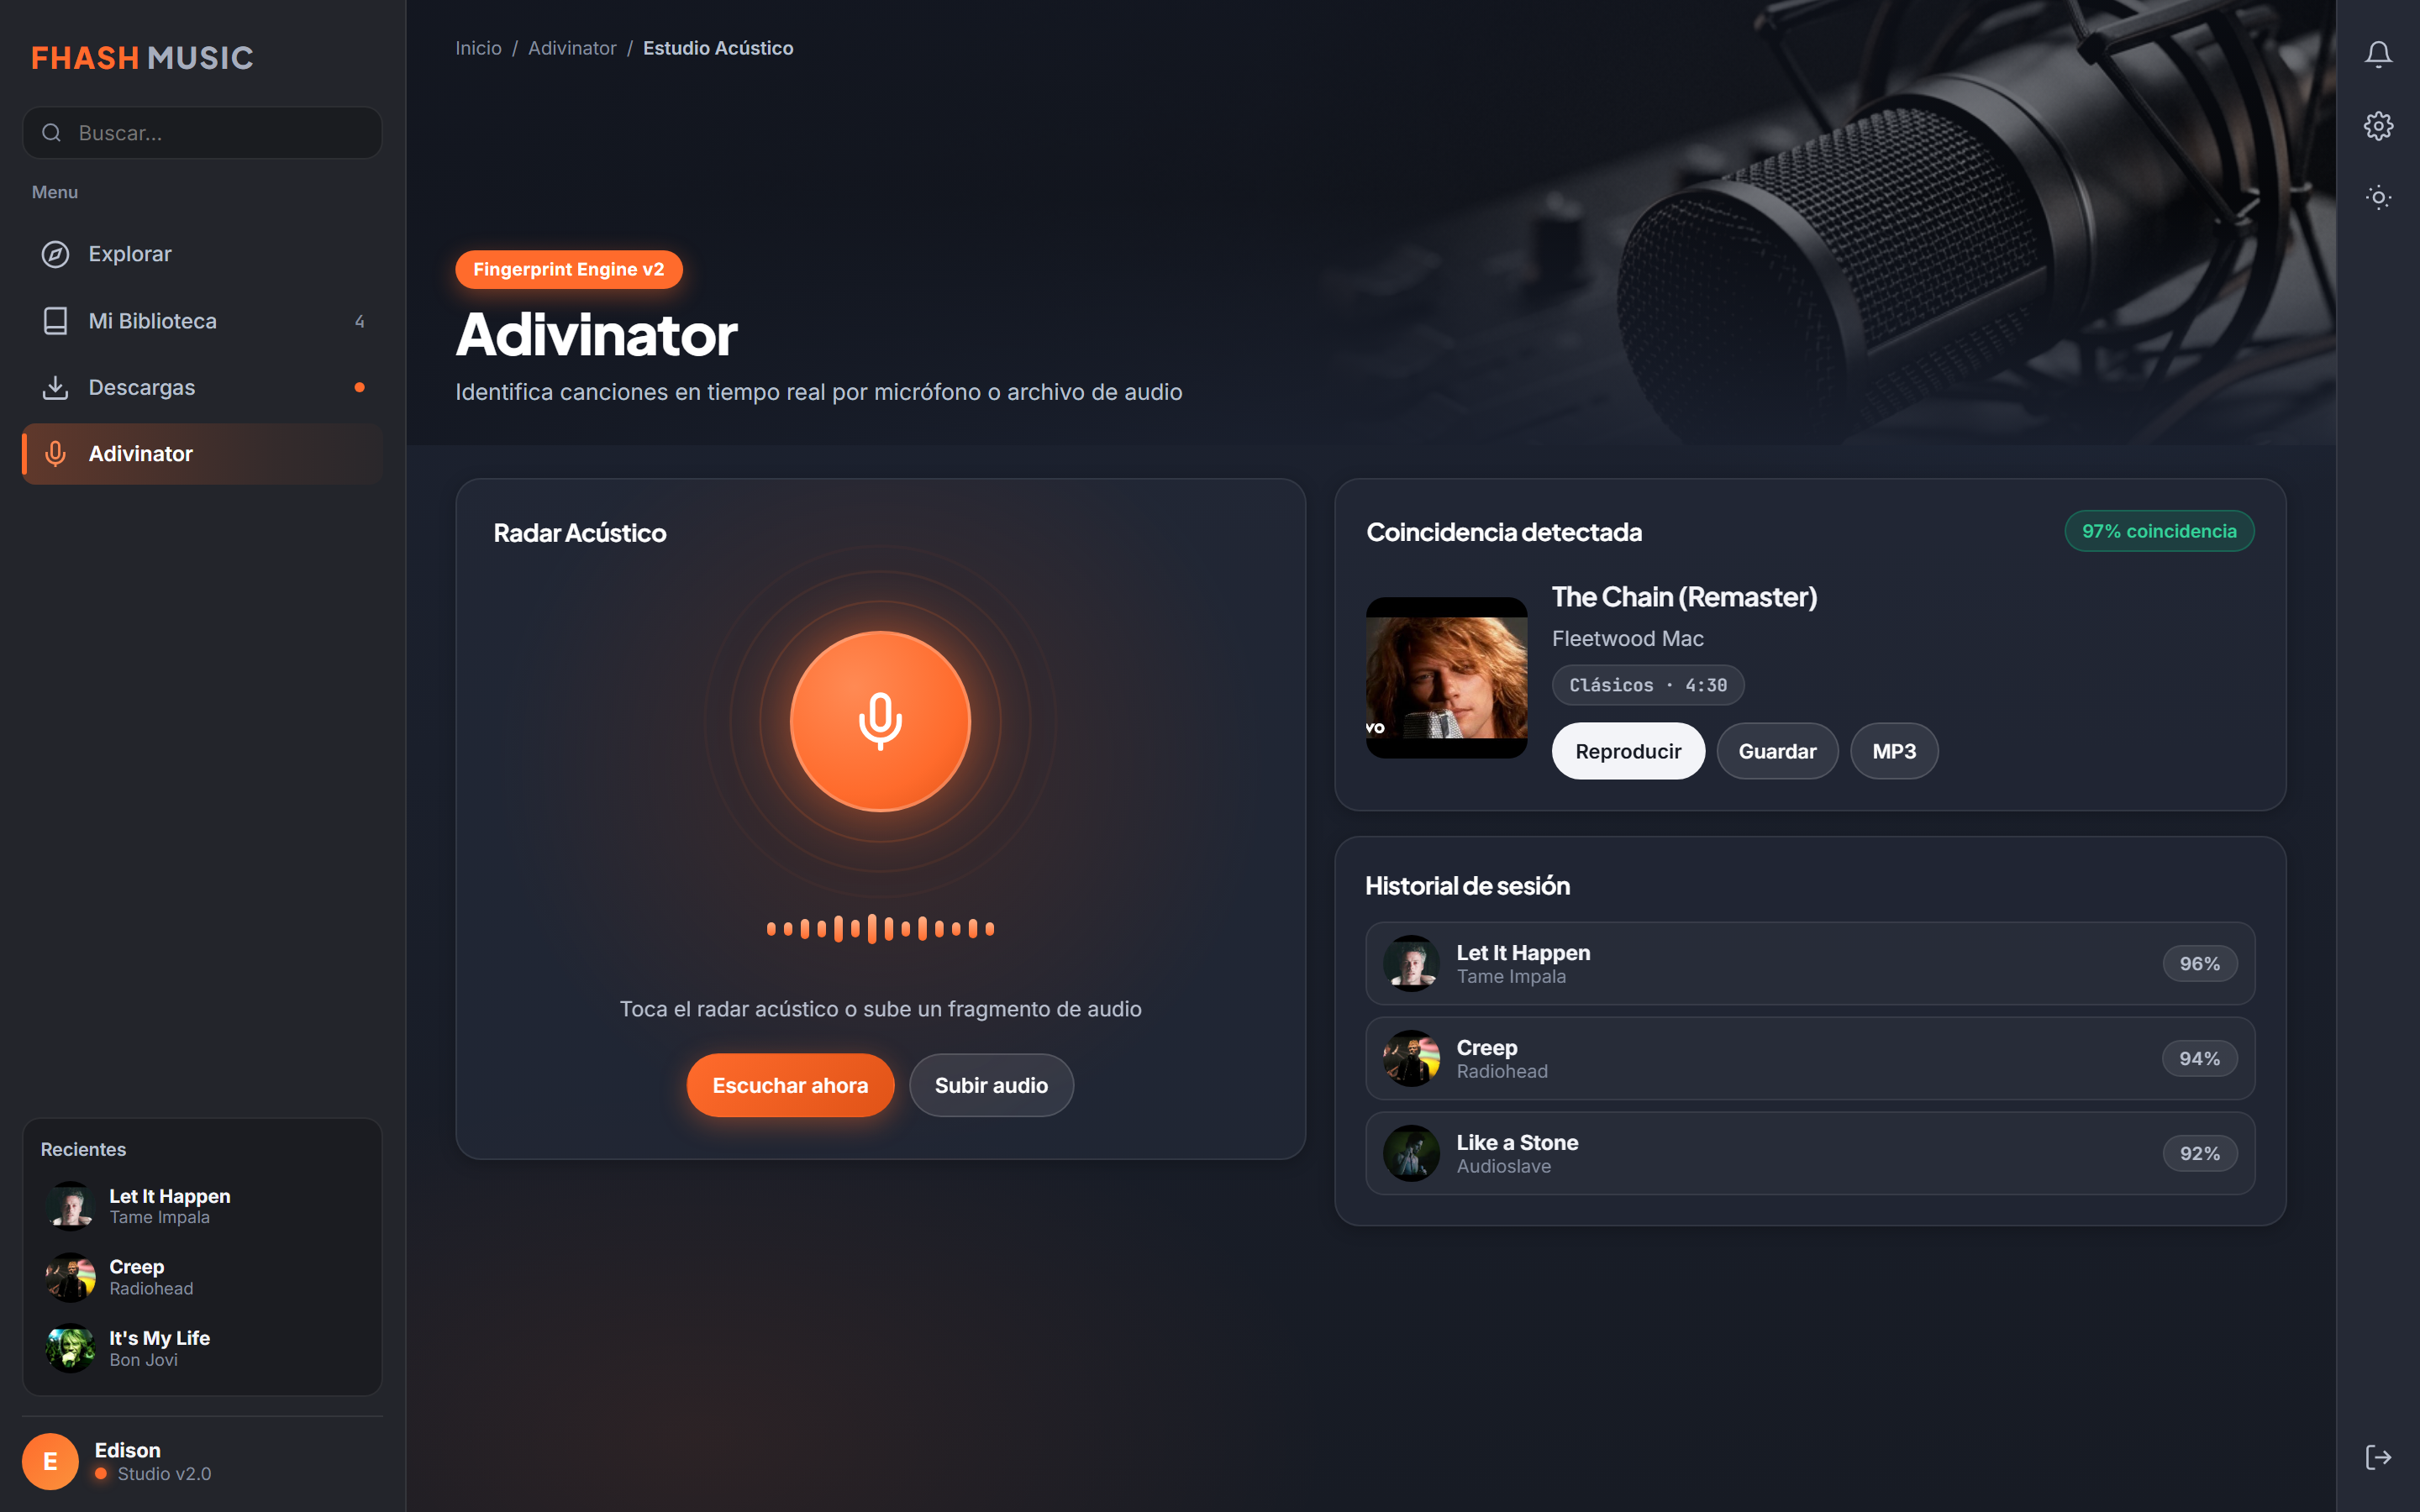 FHASH MUSIC
Buscar...
Menu
Explorar
Mi Biblioteca 4
Descargas
Adivinator
Recientes
Let It Happen
Tame Impala
Creep
Radiohead
It's My Life
Bon Jovi
E
Edison
Studio v2.0
Inicio / Adivinator / Estudio Acústico
Fingerprint Engine v2
Adivinator
Identifica canciones en tiempo real por micrófono o archivo de audio
Radar Acústico
Toca el radar acústico o sube un fragmento de audio
Escuchar ahora Subir audio
Coincidencia detectada 97% coincidencia
The Chain (Remaster)
Fleetwood Mac
Clásicos · 4:30
vo
Reproducir Guardar MP3
Historial de sesión
Let It Happen
Tame Impala
96%
Creep
Radiohead
94%
Like a Stone
Audioslave
92%